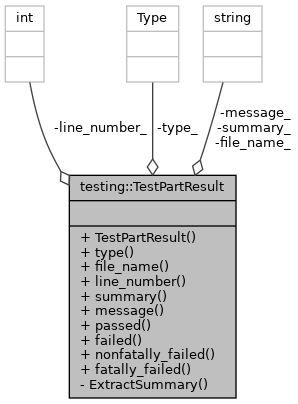 int
Type
string
-line_number_
-type_
-message_
-summary_
-file_name_
testing::TestPartResult
+ TestPartResult()
+ type()
+ file_name()
+ line_number()
+ summary()
+ message()
+ passed()
+ failed()
+ nonfatally_failed()
+ fatally_failed()
- ExtractSummary()